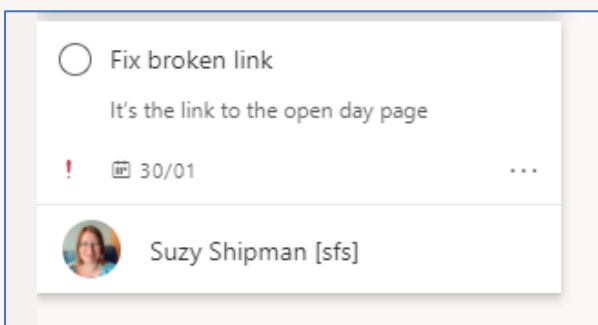 Fix broken link
It's the link to the open day page
! 30/01 ...
Suzy Shipman [sfs]